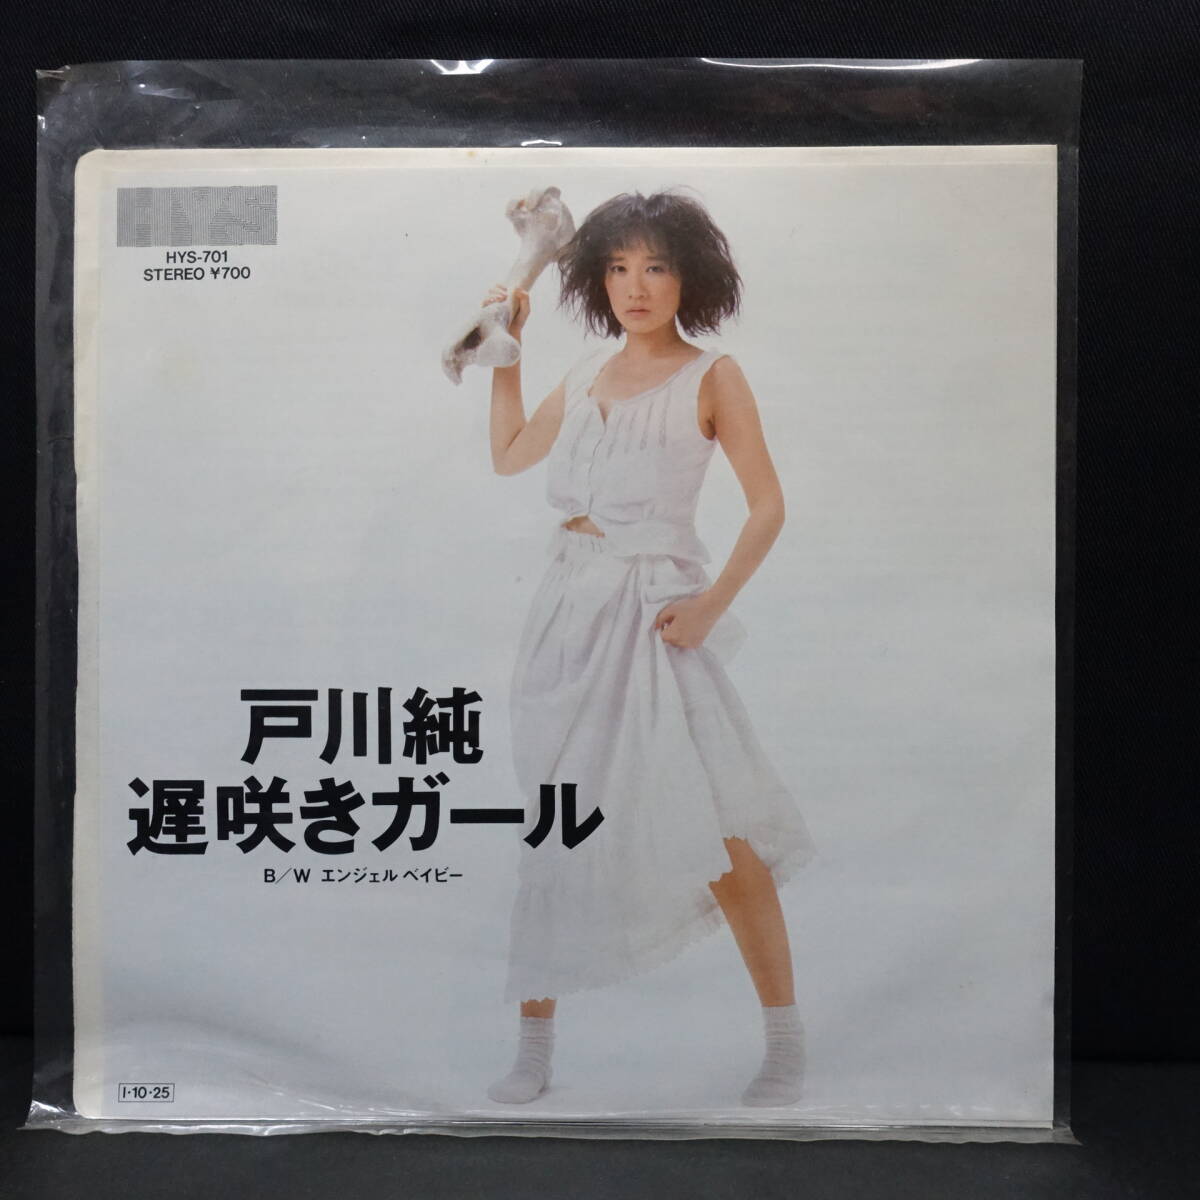 HYS
HYS-701
STEREO ¥700
戸川純
遅咲きガール
B/W エンジェル ベイビー
I·10·25